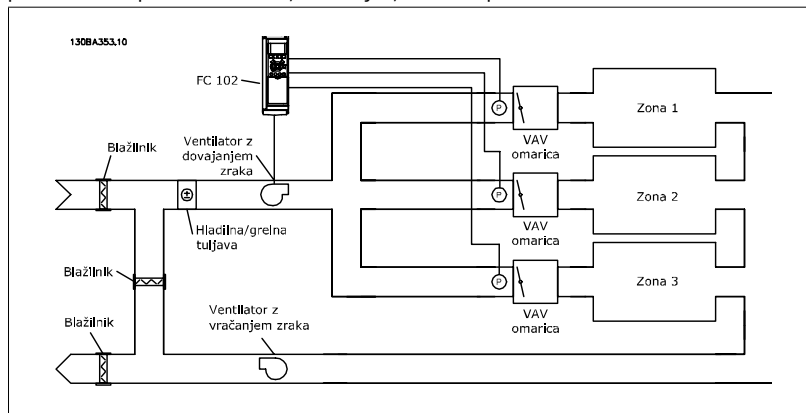 130BA353.10
FC 102
Ventilator z
dovajanjem
zraka
Blažilnik
Hladilna/grelna
tuljava
Blažilnik
Blažilnik
Ventilator z
vračanjem zraka
P
VAV
omarica
Zona 1
P
VAV
omarica
Zona 2
P
VAV
omarica
Zona 3